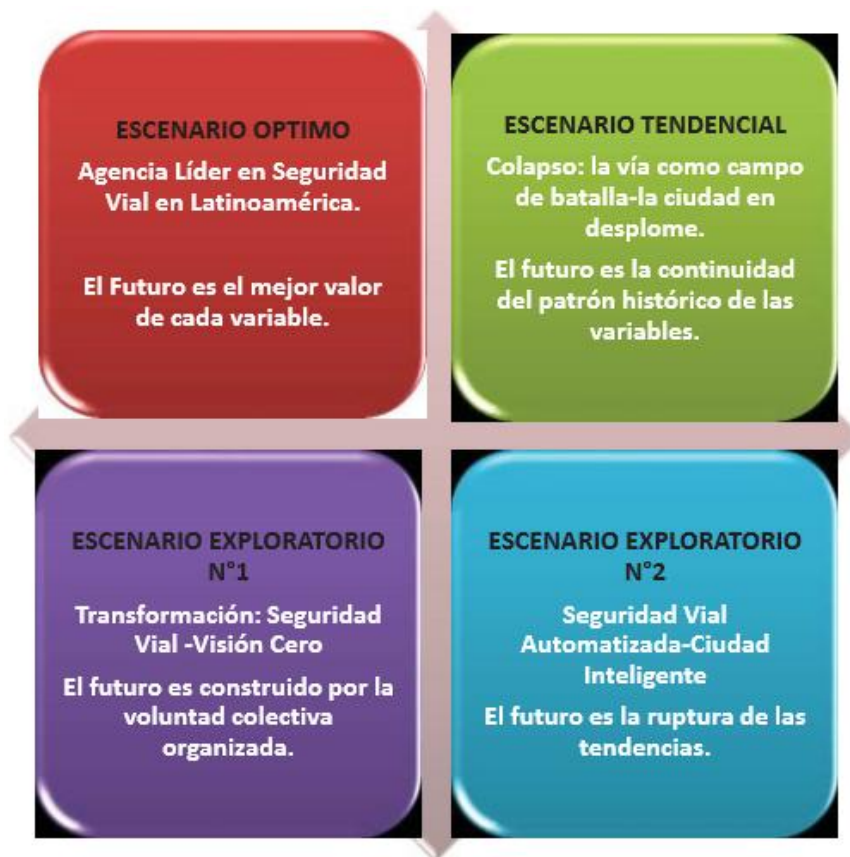 ESCENARIO OPTIMO
Agencia Líder en Seguridad
Vial en Latinoamérica.
El Futuro es el mejor valor
de cada variable.
ESCENARIO TENDENCIAL
Colapso: la vía como campo
de batalla-la ciudad en
desplome.
El futuro es la continuidad
del patrón histórico de las
variables.
ESCENARIO EXPLORATORIO
N°1
Transformación: Seguridad
Vial -Visión Cero
El futuro es construido por la
voluntad colectiva
organizada.
ESCENARIO EXPLORATORIO
N°2
Seguridad Vial
Automatizada-Ciudad
Inteligente
El futuro es la ruptura de las
tendencias.